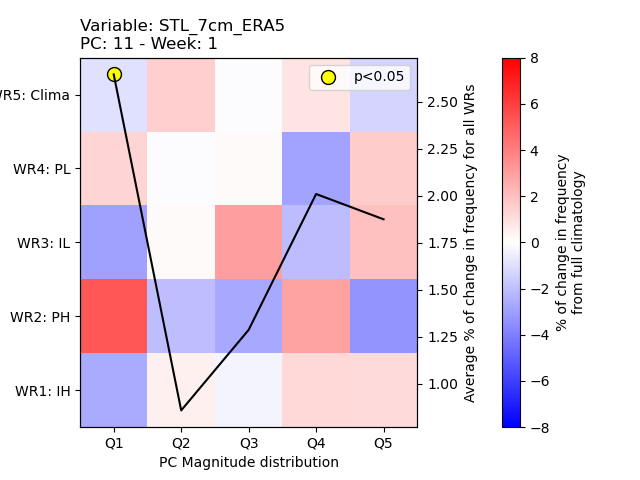 Variable: STL_7cm_ERA5
PC: 11 - Week: 1
p<0.05
WR5: Clima
WR4: PL
WR3: IL
WR2: PH
WR1: IH
Q1 Q2 Q3 Q4 Q5
PC Magnitude distribution
2.50
2.25
2.00
1.75
1.50
1.25
1.00
Average % of change in frequency for all WRs
8
6
4
2
0
−2
−4
−6
−8
% of change in frequency
from full climatology